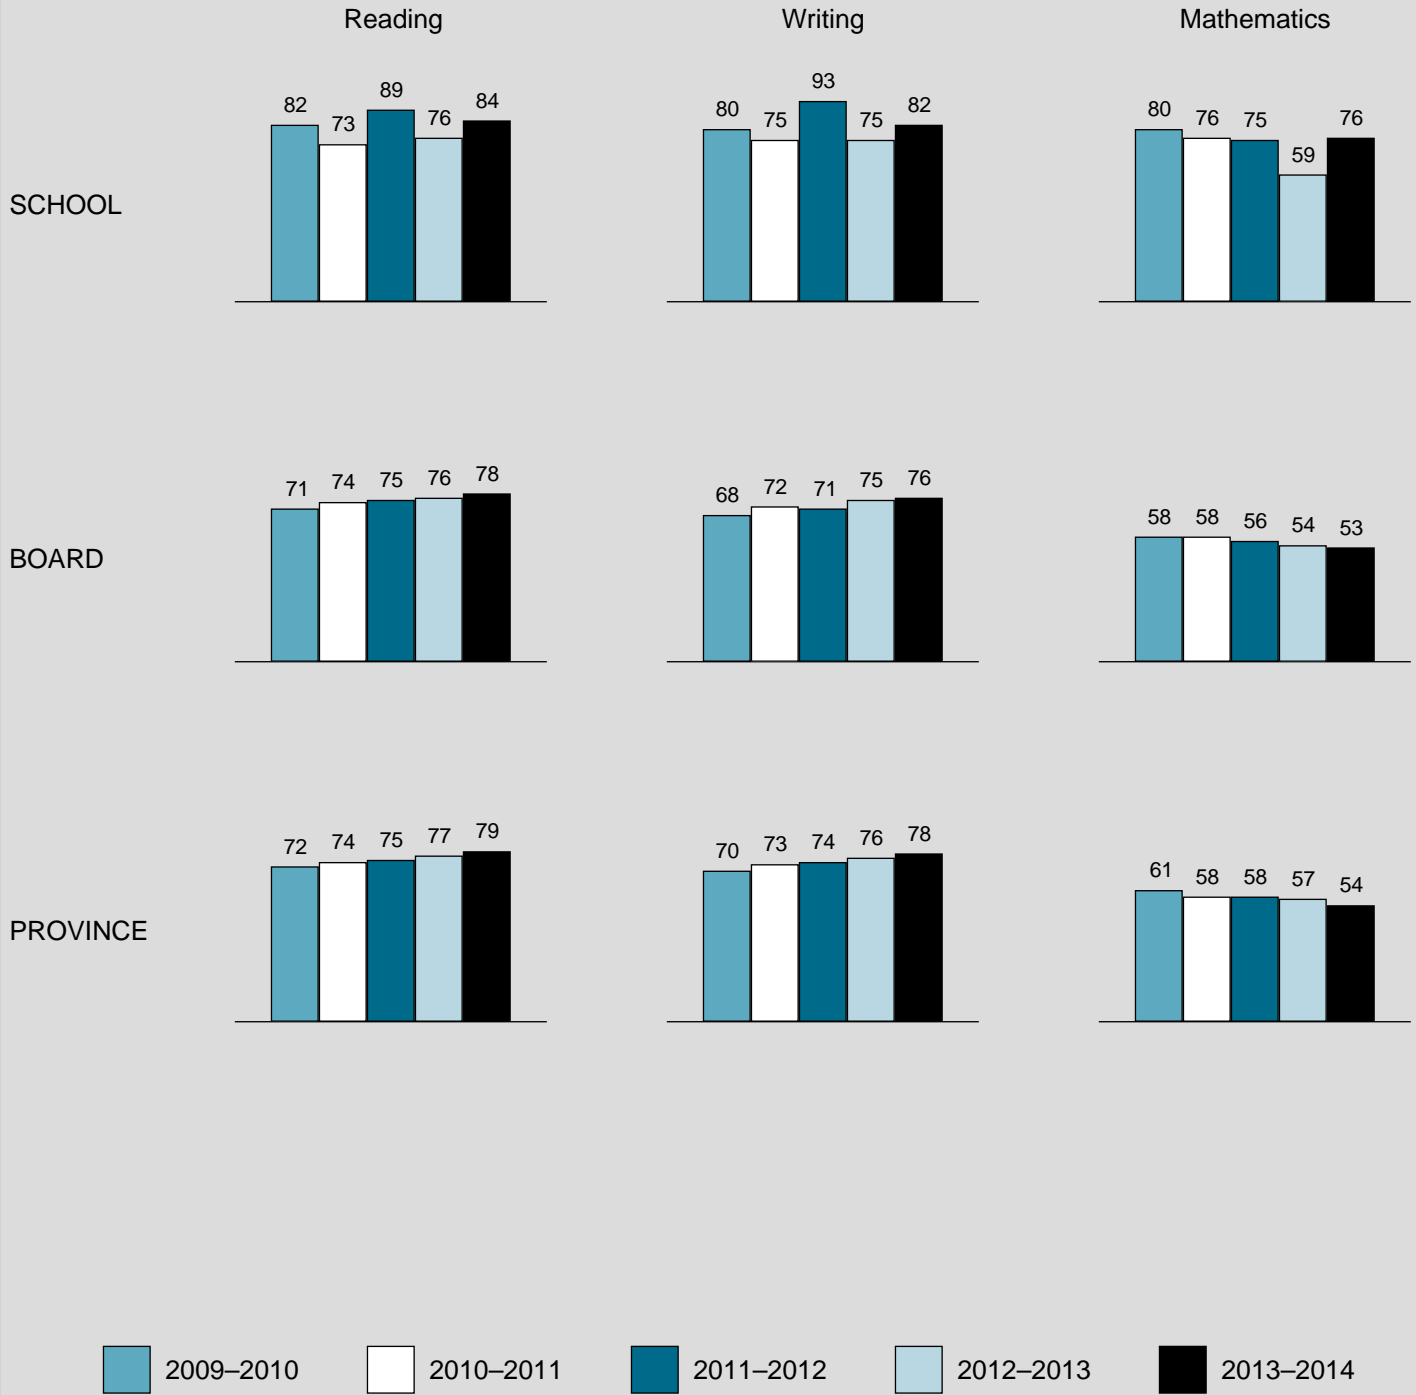 Reading Writing Mathematics
SCHOOL
82 73 89 76 84
80 75 93 75 82
80 76 75 59 76
BOARD
71 74 75 76 78
68 72 71 75 76
58 58 56 54 53
PROVINCE
72 74 75 77 79
70 73 74 76 78
61 58 58 57 54
2009–2010 2010–2011 2011–2012 2012–2013 2013–2014